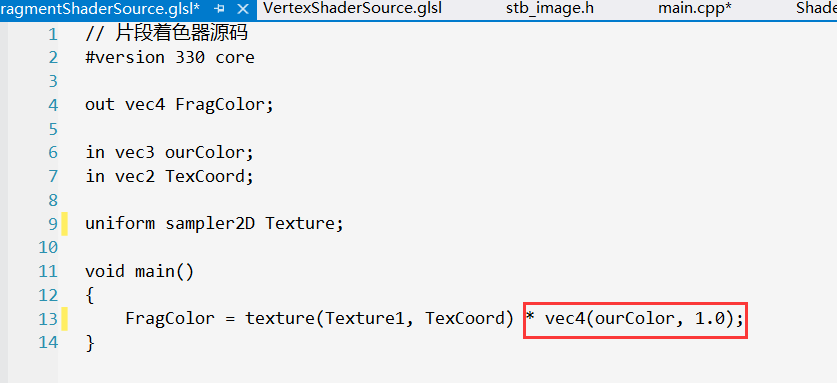 ragmentShaderSource.glsl* VertexShaderSource.glsl stb_image.h main.cpp* Shade
1 // 片段着色器源码
2 #version 330 core
3
4 out vec4 FragColor;
5
6 in vec3 ourColor;
7 in vec2 TexCoord;
8
9 uniform sampler2D Texture;
10
11 void main()
12 {
13 FragColor = texture(Texture1, TexCoord) * vec4(ourColor, 1.0);
14 }